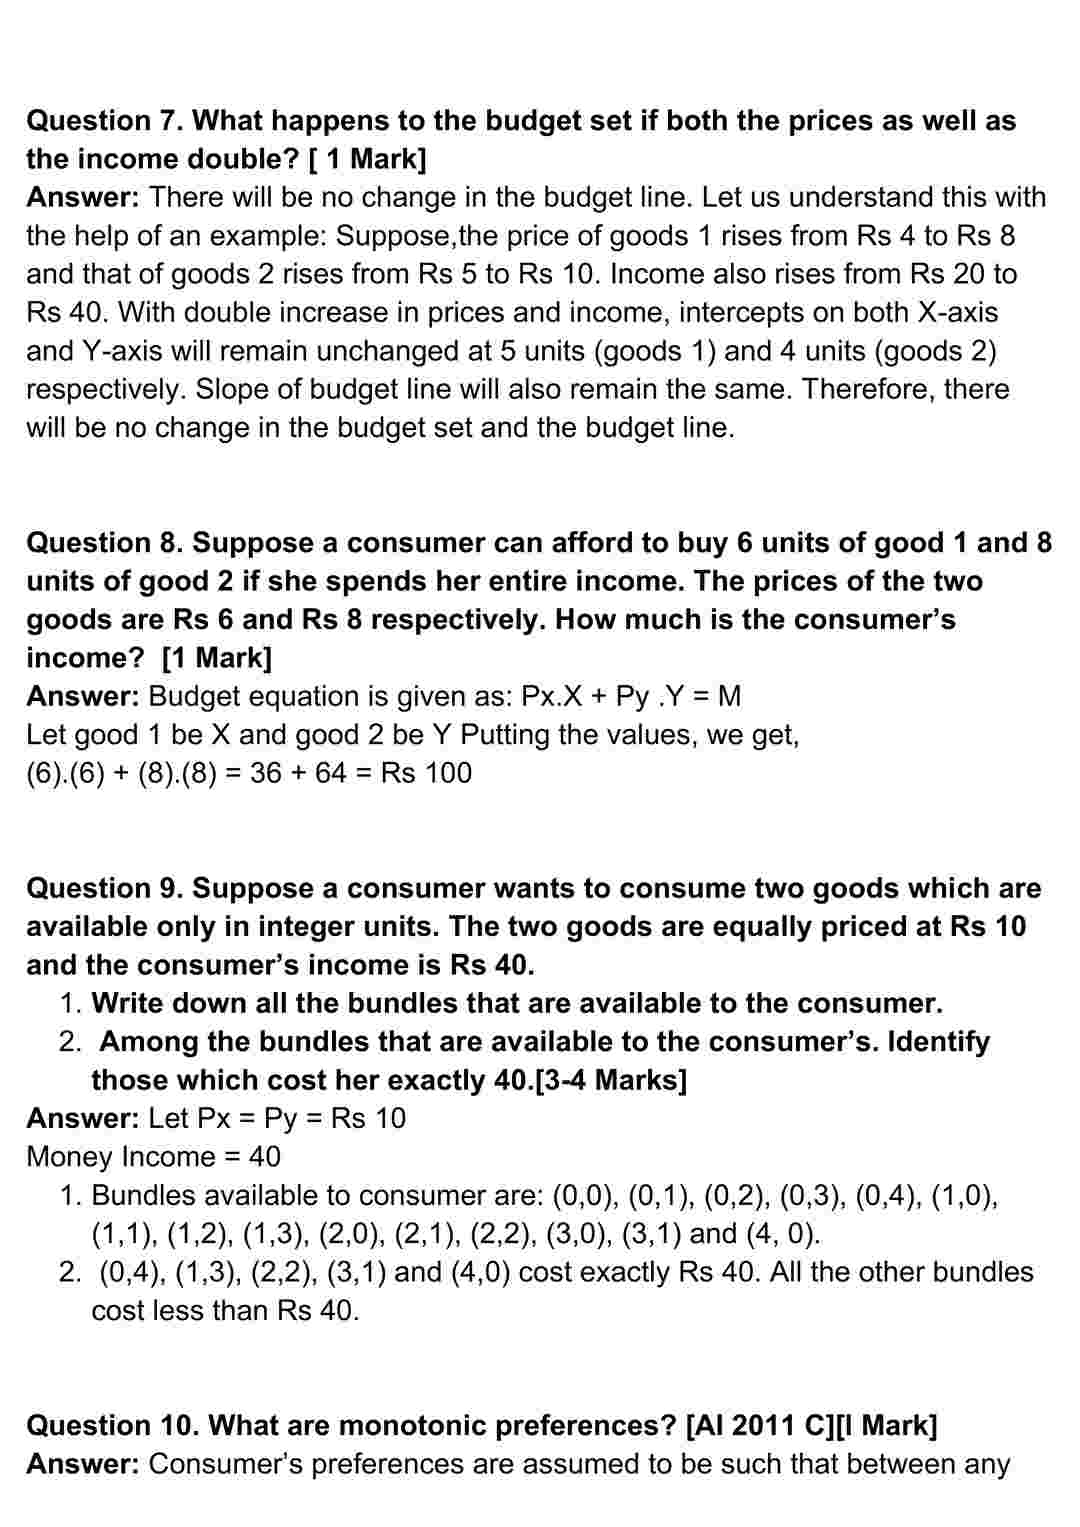 Question 7. What happens to the budget set if both the prices as well as
the income double? [ 1 Mark]
Answer: There will be no change in the budget line. Let us understand this with
the help of an example: Suppose,the price of goods 1 rises from Rs 4 to Rs 8
and that of goods 2 rises from Rs 5 to Rs 10. Income also rises from Rs 20 to
Rs 40. With double increase in prices and income, intercepts on both X-axis
and Y-axis will remain unchanged at 5 units (goods 1) and 4 units (goods 2)
respectively. Slope of budget line will also remain the same. Therefore, there
will be no change in the budget set and the budget line.
Question 8. Suppose a consumer can afford to buy 6 units of good 1 and 8
units of good 2 if she spends her entire income. The prices of the two
goods are Rs 6 and Rs 8 respectively. How much is the consumer’s
income?  [1 Mark]
Answer: Budget equation is given as: Px.X + Py .Y = M
Let good 1 be X and good 2 be Y Putting the values, we get,
(6).(6) + (8).(8) = 36 + 64 = Rs 100
Question 9. Suppose a consumer wants to consume two goods which are
available only in integer units. The two goods are equally priced at Rs 10
and the consumer’s income is Rs 40.
1. Write down all the bundles that are available to the consumer.
2. Among the bundles that are available to the consumer’s. Identify
those which cost her exactly 40.[3-4 Marks]
Answer: Let Px = Py = Rs 10
Money Income = 40
1. Bundles available to consumer are: (0,0), (0,1), (0,2), (0,3), (0,4), (1,0),
(1,1), (1,2), (1,3), (2,0), (2,1), (2,2), (3,0), (3,1) and (4, 0).
2. (0,4), (1,3), (2,2), (3,1) and (4,0) cost exactly Rs 40. All the other bundles
cost less than Rs 40.
Question 10. What are monotonic preferences? [AI 2011 C][I Mark]
Answer: Consumer’s preferences are assumed to be such that between any